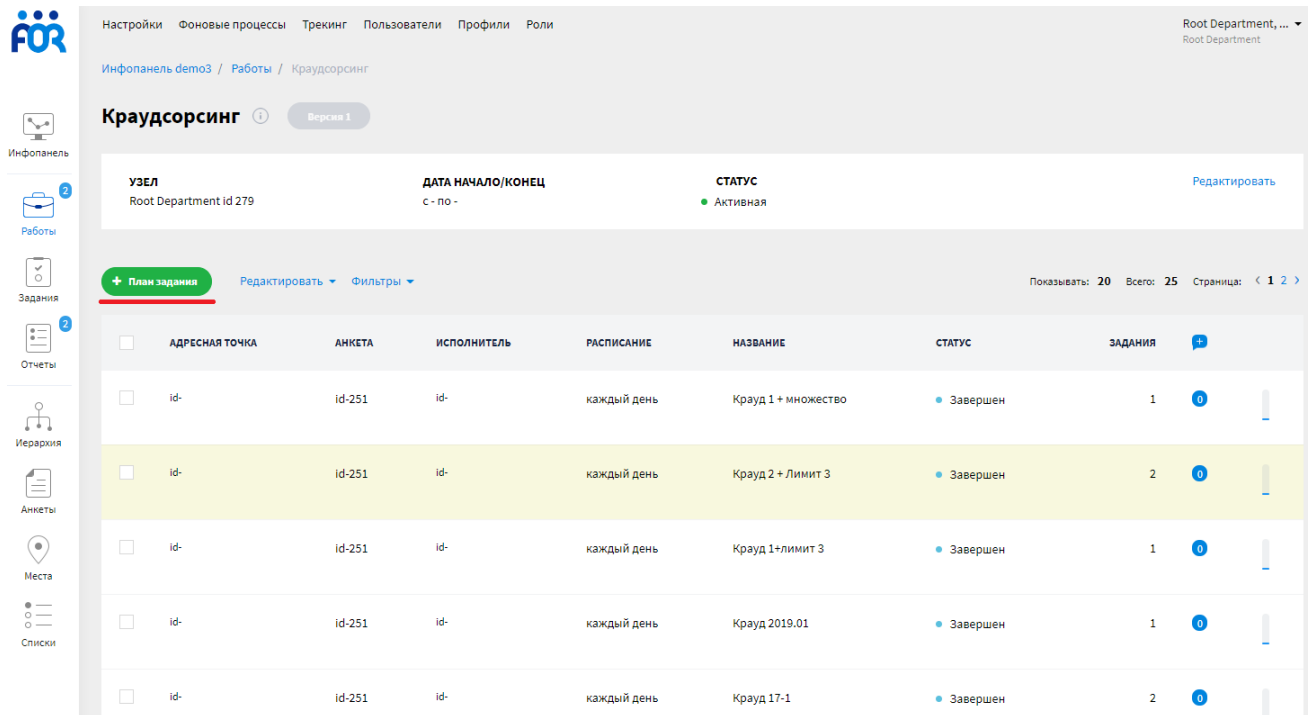 FOR
Настройки Фоновые процессы Трекинг Пользователи Профили Роли
Root Department, ...
Root Department
Инфопанель demo3 / Работы / Краудсорсинг
Краудсорсинг i Версия 1
Инфопанель
2
Работы
Задания
2
Отчеты
Иерархия
Анкеты
Места
Списки
УЗЕЛ ДАТА НАЧАЛО/КОНЕЦ СТАТУС Редактировать
Root Department id 279 с - по - Активная
+ План задания Редактировать Фильтры Показывать: 20 Всего: 25 Страница: < 1 2 >
АДРЕСНАЯ ТОЧКА АНКЕТА ИСПОЛНИТЕЛЬ РАСПИСАНИЕ НАЗВАНИЕ СТАТУС ЗАДАНИЯ +
id- id-251 id- каждый день Крауд 1 + множество Завершен 1 0
id- id-251 id- каждый день Крауд 2 + Лимит 3 Завершен 2 0
id- id-251 id- каждый день Крауд 1+лимит 3 Завершен 1 0
id- id-251 id- каждый день Крауд 2019.01 Завершен 1 0
id- id-251 id- каждый день Крауд 17-1 Завершен 2 0